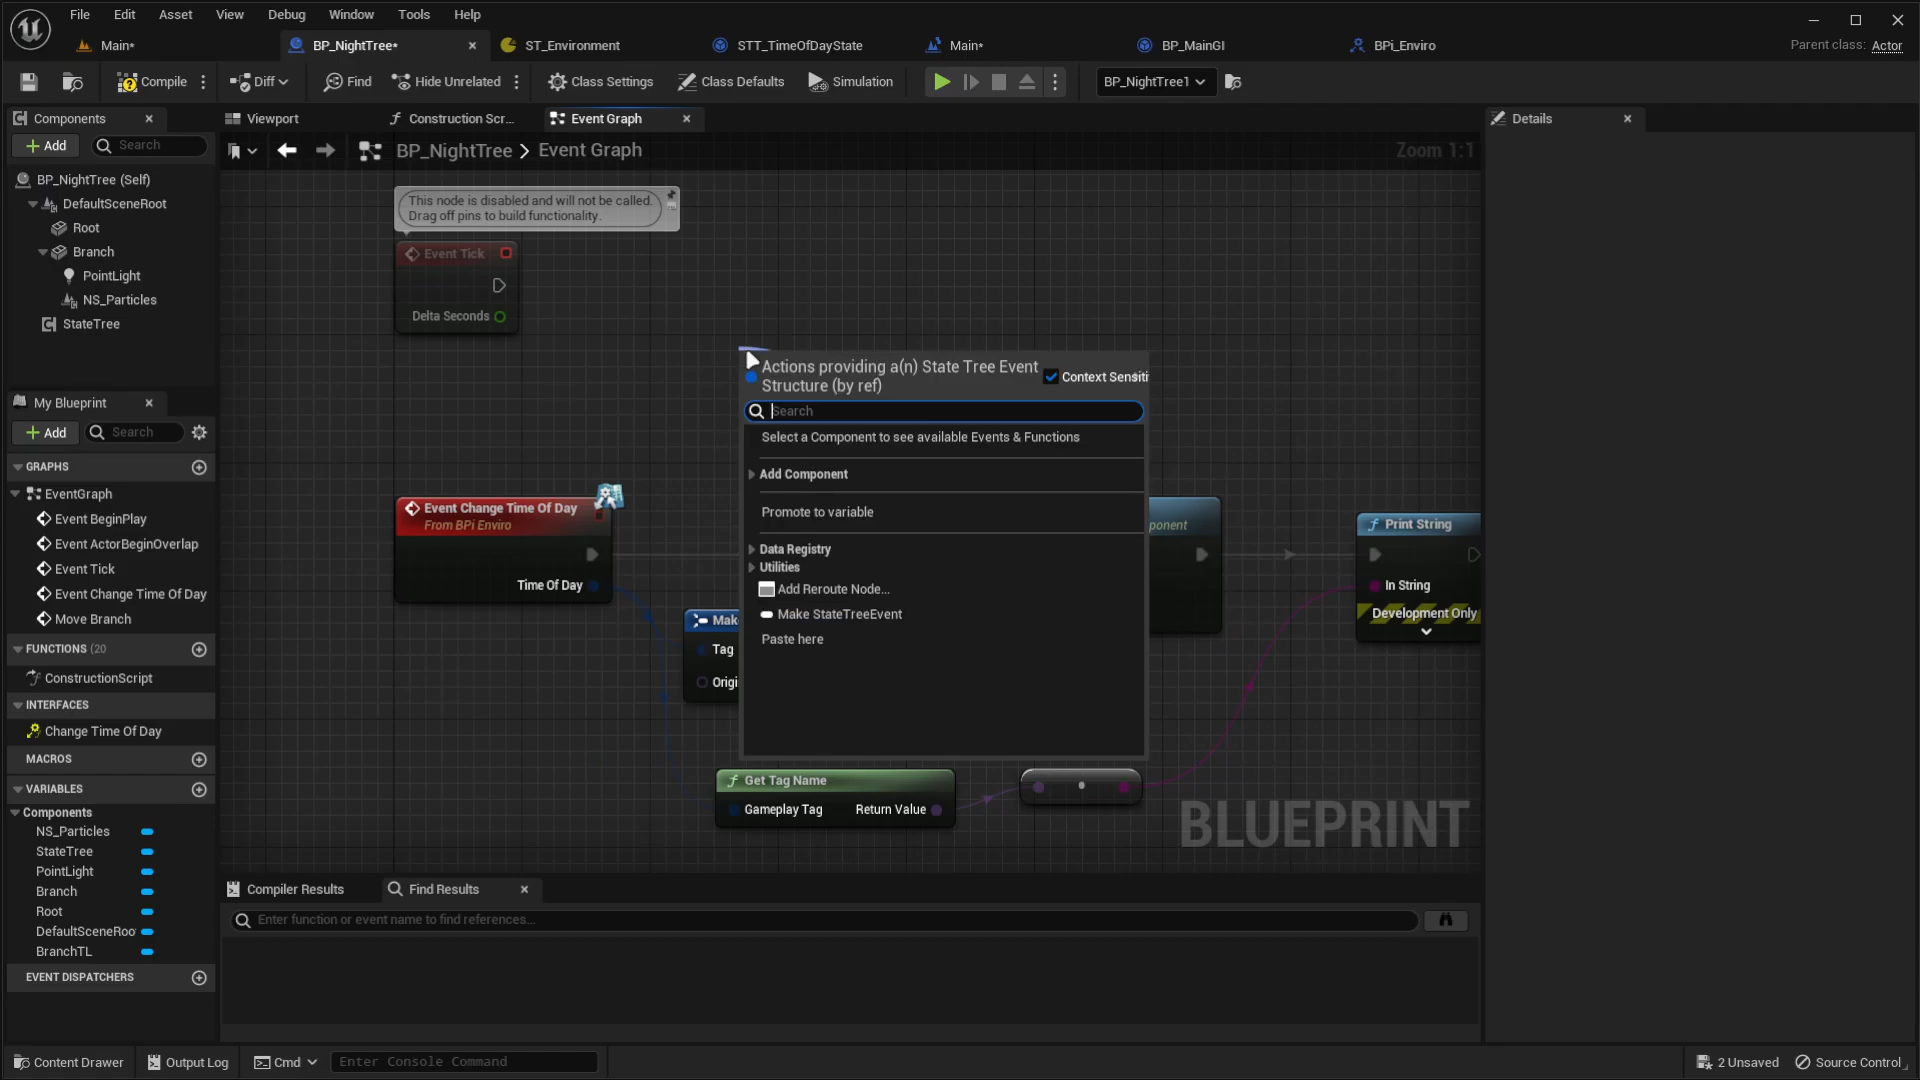 File Edit Asset View Debug Window Tools Help
Main* BP_NightTree* ST_Environment STT_TimeOfDayState Main* BP_MainGI BPi_Enviro Parent class: Actor
Compile Diff Find Hide Unrelated Class Settings Class Defaults Simulation BP_NightTree1
Components
Add Search
BP_NightTree (Self)
DefaultSceneRoot
Root
Branch
PointLight
NS_Particles
StateTree
My Blueprint
Add Search
GRAPHS
EventGraph
Event BeginPlay
Event ActorBeginOverlap
Event Tick
Event Change Time Of Day
Move Branch
FUNCTIONS (20
ConstructionScript
INTERFACES
Change Time Of Day
MACROS
VARIABLES
Components
NS_Particles
StateTree
PointLight
Branch
Root
DefaultSceneRoo
BranchTL
EVENT DISPATCHERS
Viewport Construction Scr... Event Graph
BP_NightTree > Event Graph Zoom 1:1
This node is disabled and will not be called.
Drag off pins to build functionality.
Event Tick
Delta Seconds
Event Change Time Of Day
From BPi Enviro
Time Of Day
Mak
Tag
Origi
Actions providing a(n) State Tree Event
Structure (by ref)
Context Sensiti
Search
Select a Component to see available Events & Functions
Add Component
Promote to variable
Data Registry
Utilities
Add Reroute Node...
Make StateTreeEvent
Paste here
ponent
Print String
In String
Development Only
Get Tag Name
Gameplay Tag Return Value
BLUEPRINT
Compiler Results Find Results
Enter function or event name to find references...
Details
Content Drawer Output Log Cmd Enter Console Command 2 Unsaved Source Control